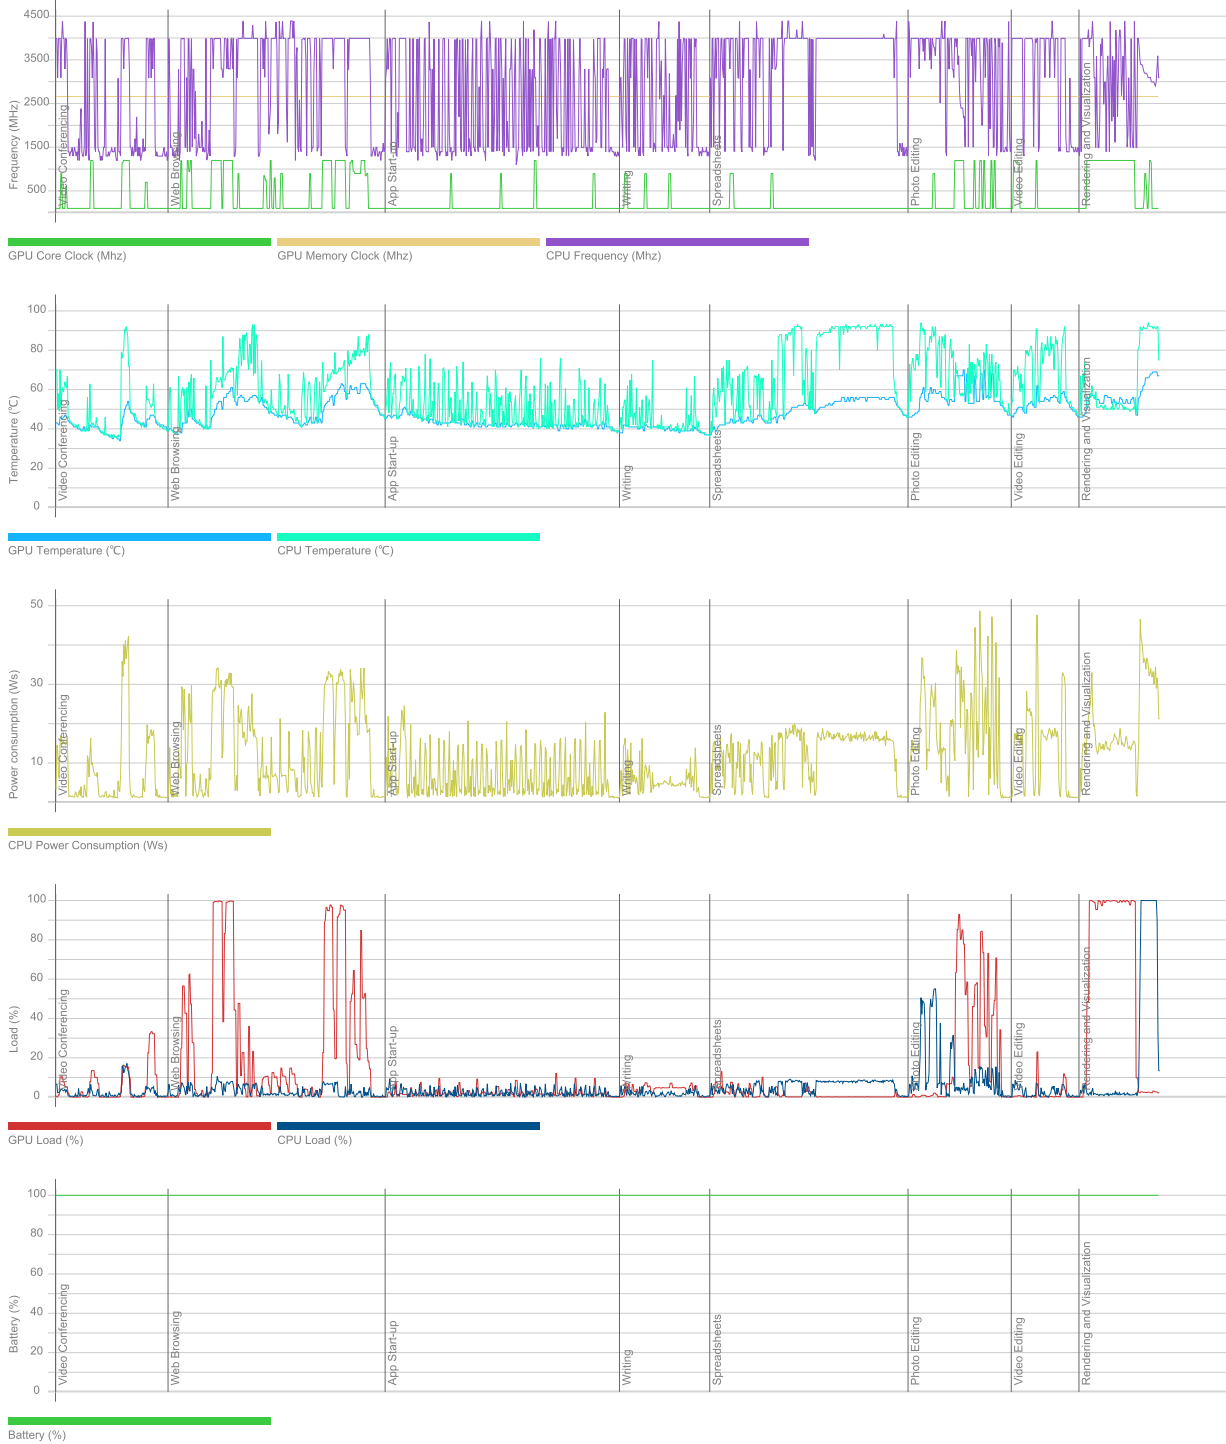 4500
3500
2500
1500
500
Frequency (MHz)
Video Conferencing
Web Browsing
App Start-up
Writing
Spreadsheets
Photo Editing
Video Editing
Rendering and Visualization
GPU Core Clock (Mhz)
GPU Memory Clock (Mhz)
CPU Frequency (Mhz)
100
80
60
40
20
0
Temperature (℃)
Video Conferencing
Web Browsing
App Start-up
Writing
Spreadsheets
Photo Editing
Video Editing
Rendering and Visualization
GPU Temperature (℃)
CPU Temperature (℃)
50
30
10
Power consumption (Ws)
Video Conferencing
Web Browsing
App Start-up
Writing
Spreadsheets
Photo Editing
Video Editing
Rendering and Visualization
CPU Power Consumption (Ws)
100
80
60
40
20
0
Load (%)
Video Conferencing
Web Browsing
App Start-up
Writing
Spreadsheets
Photo Editing
Video Editing
Rendering and Visualization
GPU Load (%)
CPU Load (%)
100
80
60
40
20
0
Battery (%)
Video Conferencing
Web Browsing
App Start-up
Writing
Spreadsheets
Photo Editing
Video Editing
Rendering and Visualization
Battery (%)